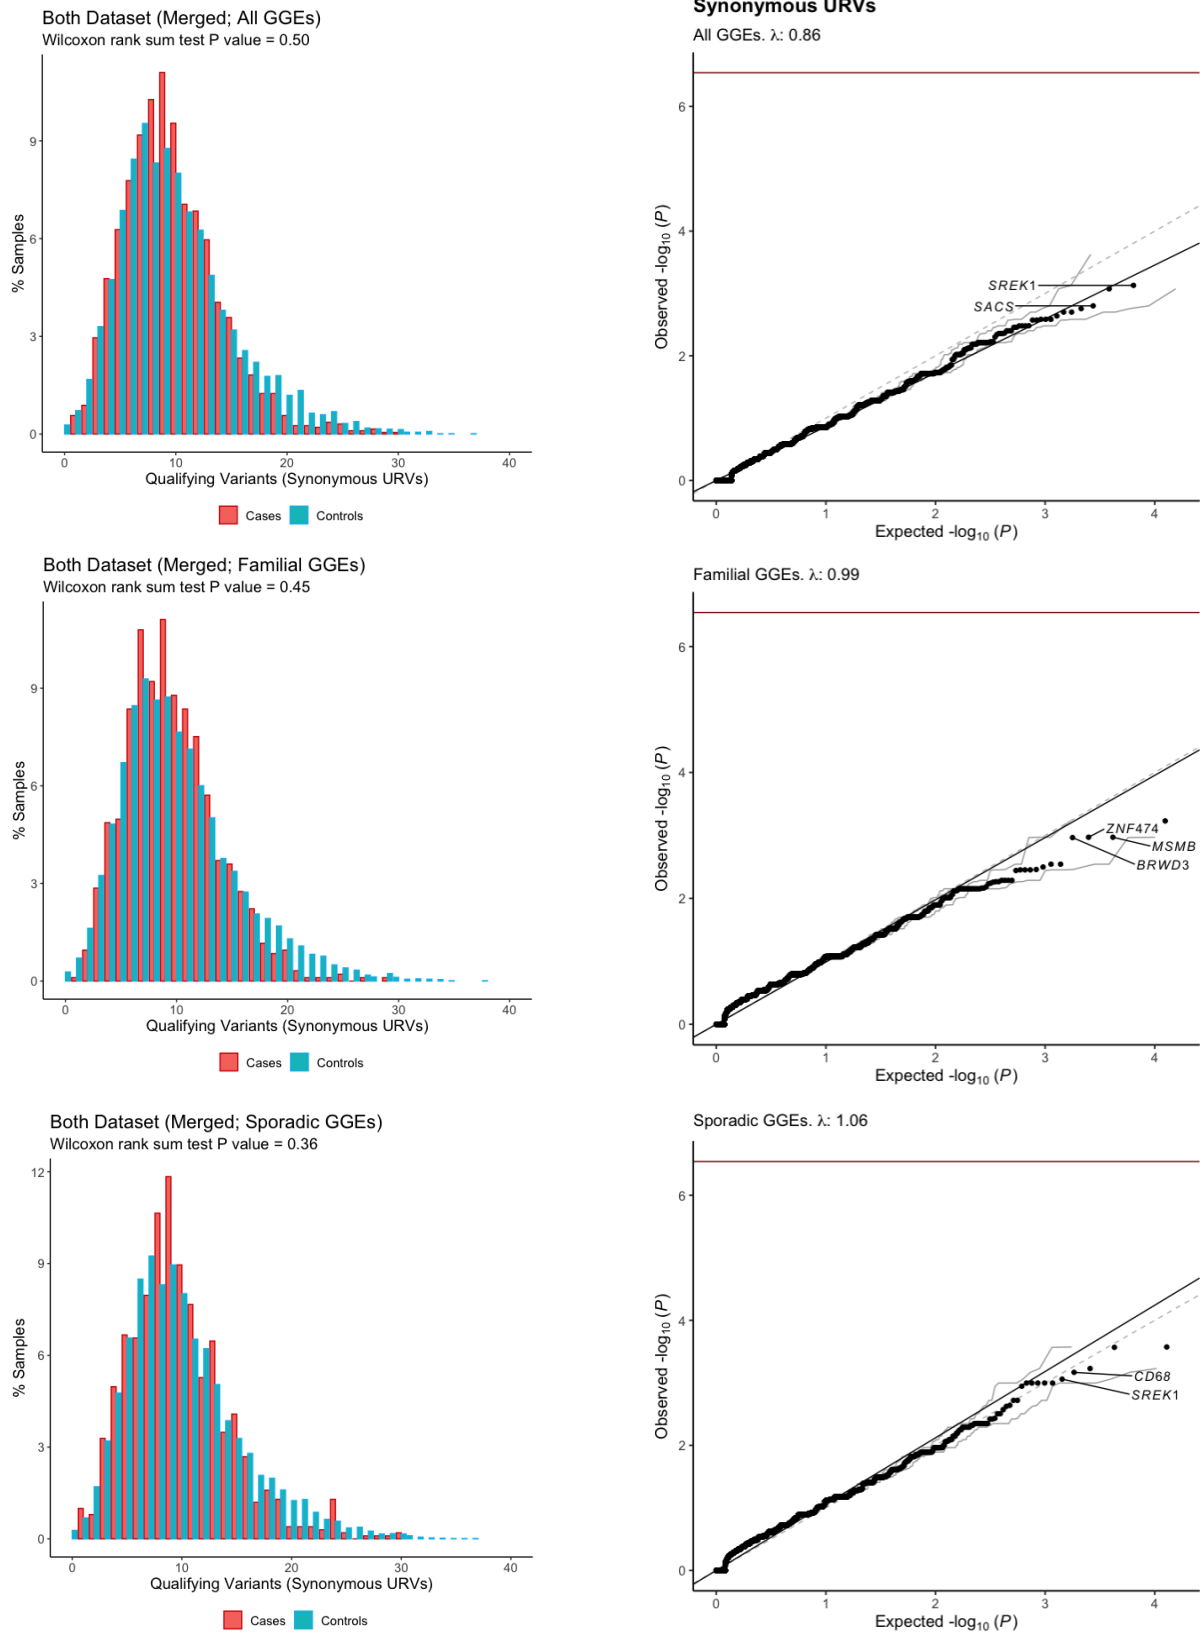 Both Dataset (Merged; All GGEs)
Wilcoxon rank sum test P value = 0.50
9
6
3
0
% Samples
0 10 20 30 40
Qualifying Variants (Synonymous URVs)
Cases Controls
Synonymous URVs
All GGEs. λ: 0.86
6
4
2
0
Observed -log10 (P)
SREK1
SACS
0 1 2 3 4
Expected -log10 (P)
Both Dataset (Merged; Familial GGEs)
Wilcoxon rank sum test P value = 0.45
9
6
3
0
% Samples
0 10 20 30 40
Qualifying Variants (Synonymous URVs)
Cases Controls
Familial GGEs. λ: 0.99
6
4
2
0
Observed -log10 (P)
ZNF474
MSMB
BRWD3
0 1 2 3 4
Expected -log10 (P)
Both Dataset (Merged; Sporadic GGEs)
Wilcoxon rank sum test P value = 0.36
12
9
6
3
0
% Samples
0 10 20 30 40
Qualifying Variants (Synonymous URVs)
Cases Controls
Sporadic GGEs. λ: 1.06
6
4
2
0
Observed -log10 (P)
CD68
SREK1
0 1 2 3 4
Expected -log10 (P)